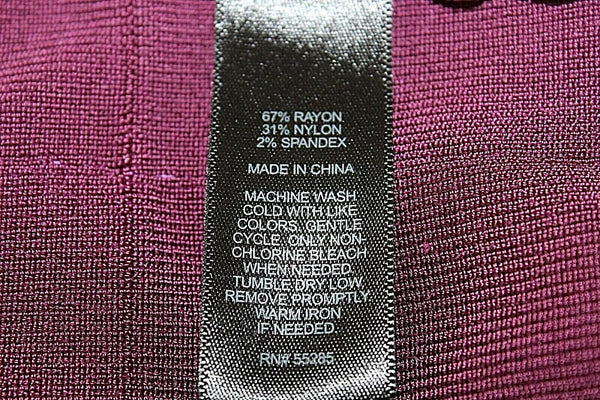 67% RAYON
31% NYLON
2% SPANDEX
MADE IN CHINA
MACHINE WASH
COLD WITH LIKE
COLORS, GENTLE
CYCLE. ONLY NON-
CHLORINE BLEACH
WHEN NEEDED.
TUMBLE DRY LOW.
REMOVE PROMPTLY.
WARM IRON
IF NEEDED.
RN# 55285